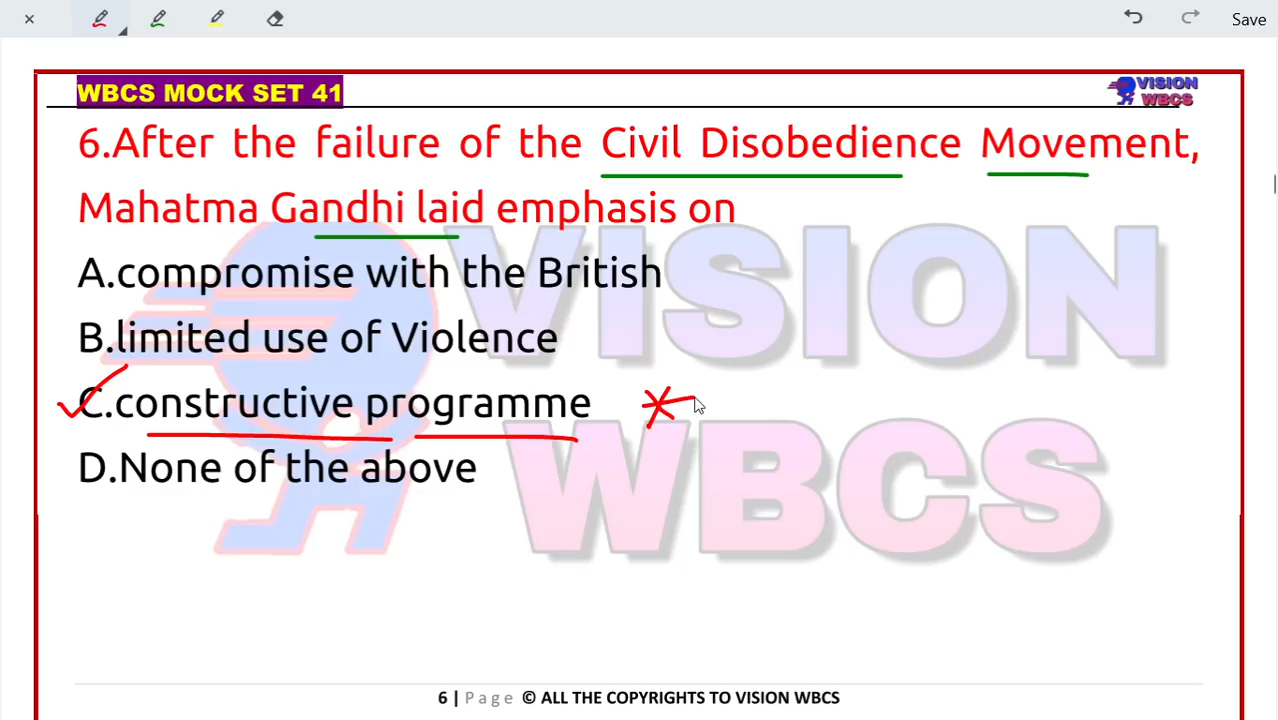 Save
WBCS MOCK SET 41
VISION
WBCS
6.After the failure of the Civil Disobedience Movement,
Mahatma Gandhi laid emphasis on
A.compromise with the British
B.limited use of Violence
C.constructive programme
D.None of the above
VISION
WBCS
6 | Page © ALL THE COPYRIGHTS TO VISION WBCS